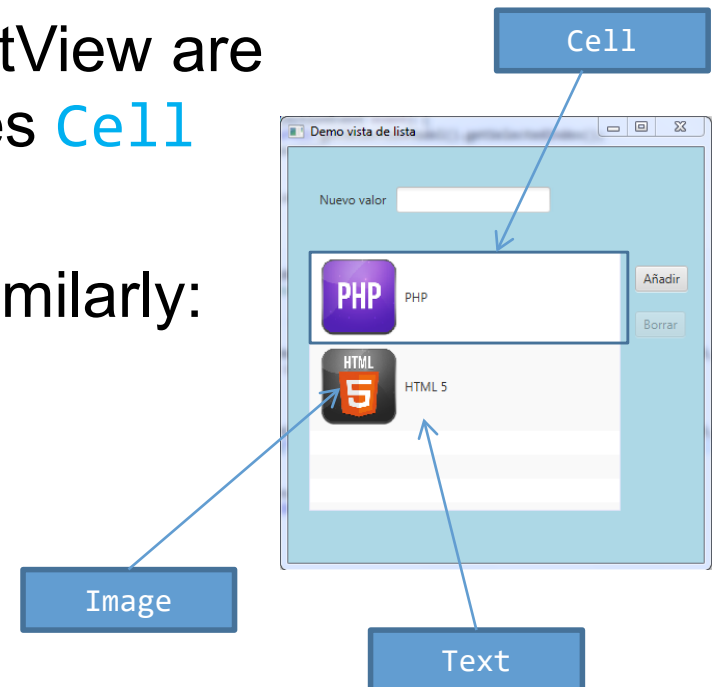 tView are
es Cell
milarly:
Cell
Demo vista de lista
Nuevo valor
PHP
PHP
Añadir
Borrar
HTML
5
HTML 5
Image
Text